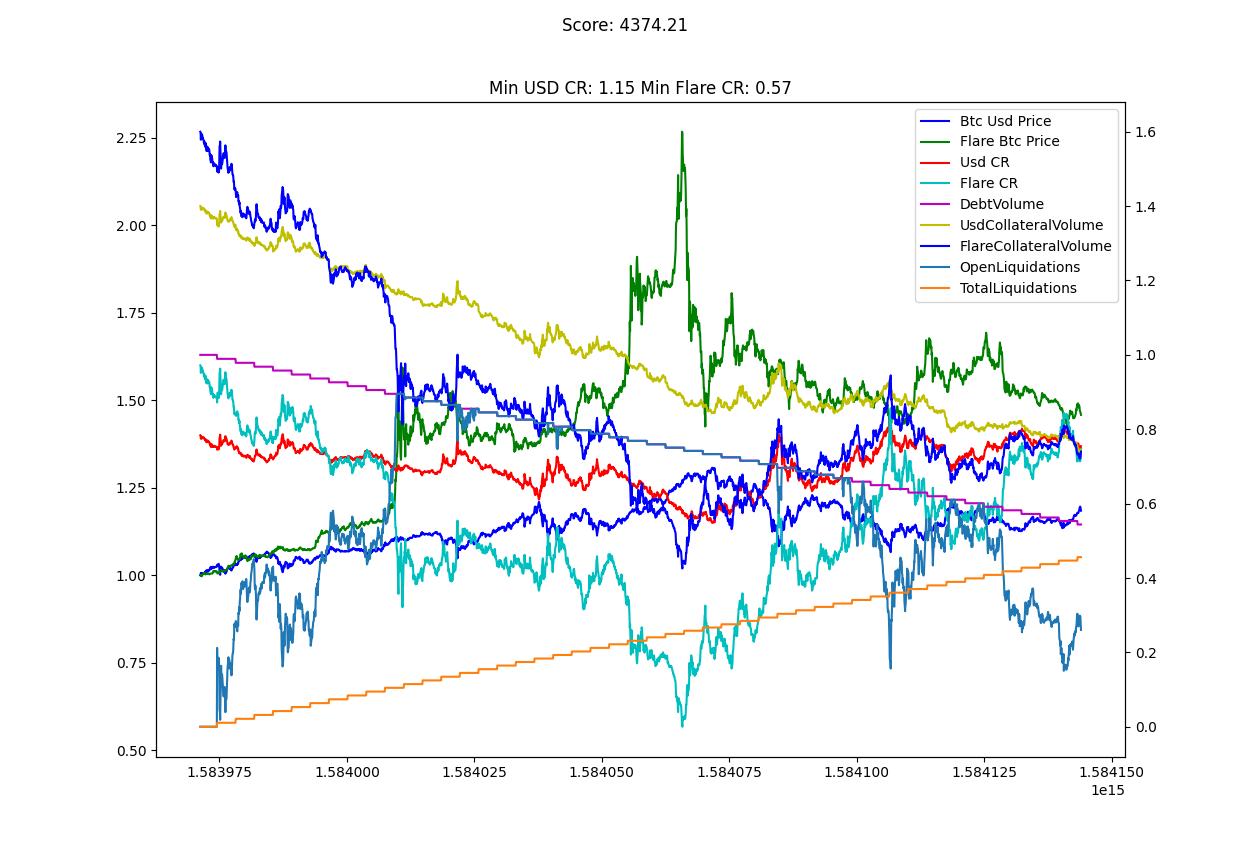 Score: 4374.21
Min USD CR: 1.15 Min Flare CR: 0.57
Btc Usd Price
Flare Btc Price
Usd CR
Flare CR
DebtVolume
UsdCollateralVolume
FlareCollateralVolume
OpenLiquidations
TotalLiquidations
2.25
2.00
1.75
1.50
1.25
1.00
0.75
0.50
1.6
1.4
1.2
1.0
0.8
0.6
0.4
0.2
0.0
1.583975 1.584000 1.584025 1.584050 1.584075 1.584100 1.584125 1.584150
1e15